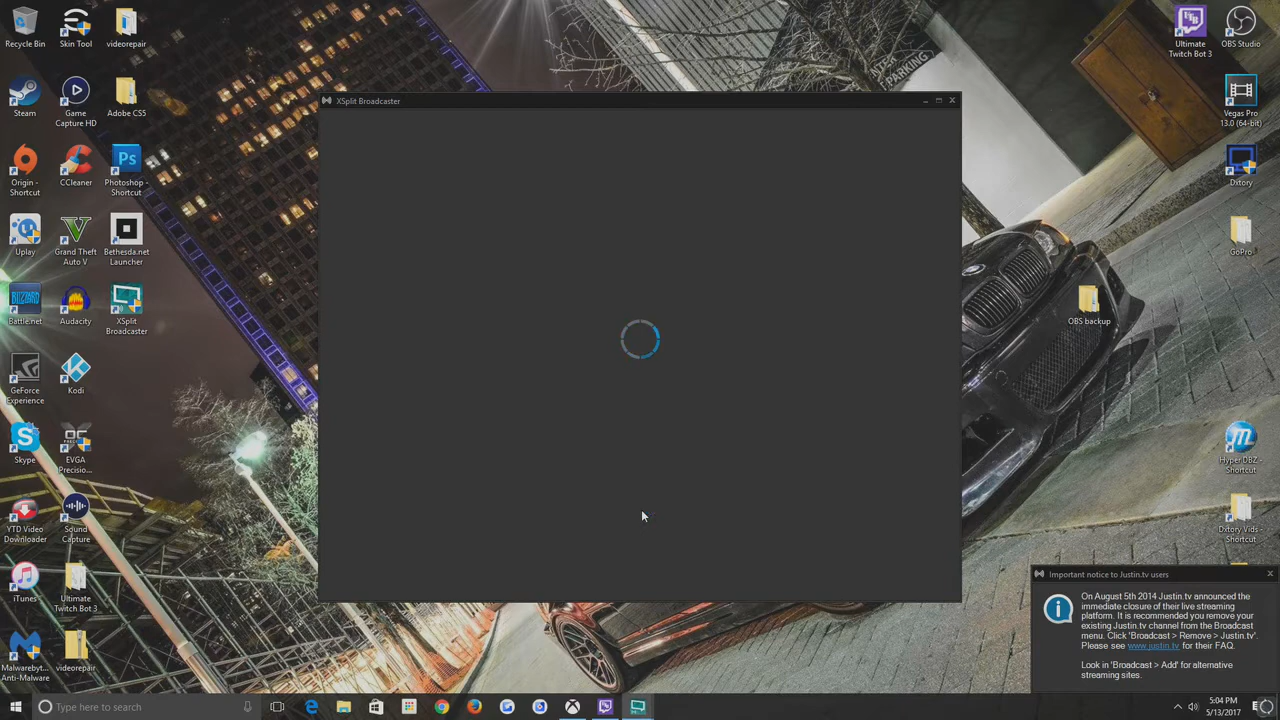 Recycle Bin
Skin Tool
videorepair
Steam
Game
Capture HD
Adobe CS5
Origin -
Shortcut
CCleaner
Photoshop -
Shortcut
Uplay
Grand Theft
Auto V
Bethesda.net
Launcher
Battle.net
Audacity
XSplit
Broadcaster
GeForce
Experience
Kodi
Skype
EVGA
Precisio...
YTD Video
Downloader
Sound
Capture
iTunes
Ultimate
Twitch Bot 3
Malwarebyt...
Anti-Malware
videorepair
XSplit Broadcaster
PARKING
Ultimate
Twitch Bot 3
OBS Studio
Vegas Pro
13.0 (64-bit)
Dxtory
GoPro
OBS backup
Hyper DBZ -
Shortcut
Dxtory Vids -
Shortcut
Important notice to Justin.tv users
On August 5th 2014 Justin.tv announced the
immediate closure of their live streaming
platform. It is recommended you remove your
existing Justin.tv channel from the Broadcast
menu. Click 'Broadcast > Remove > Justin.tv'.
Please see www.justin.tv for their FAQ.
Look in 'Broadcast > Add' for alternative
streaming sites.
Type here to search
5:04 PM
5/13/2017